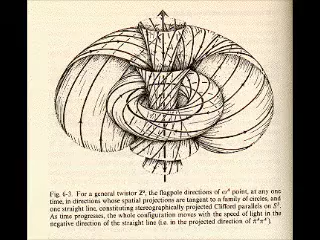 Fig. 6-3. For a general twistor Zα, the flagpole directions of ωA point, at any one
time, in directions whose spatial projections are tangent to a family of circles, and
one straight line, constituting stereographically projected Clifford parallels on S3.
As time progresses, the whole configuration moves with the speed of light in the
negative direction of the straight line (i.e. in the projected direction of